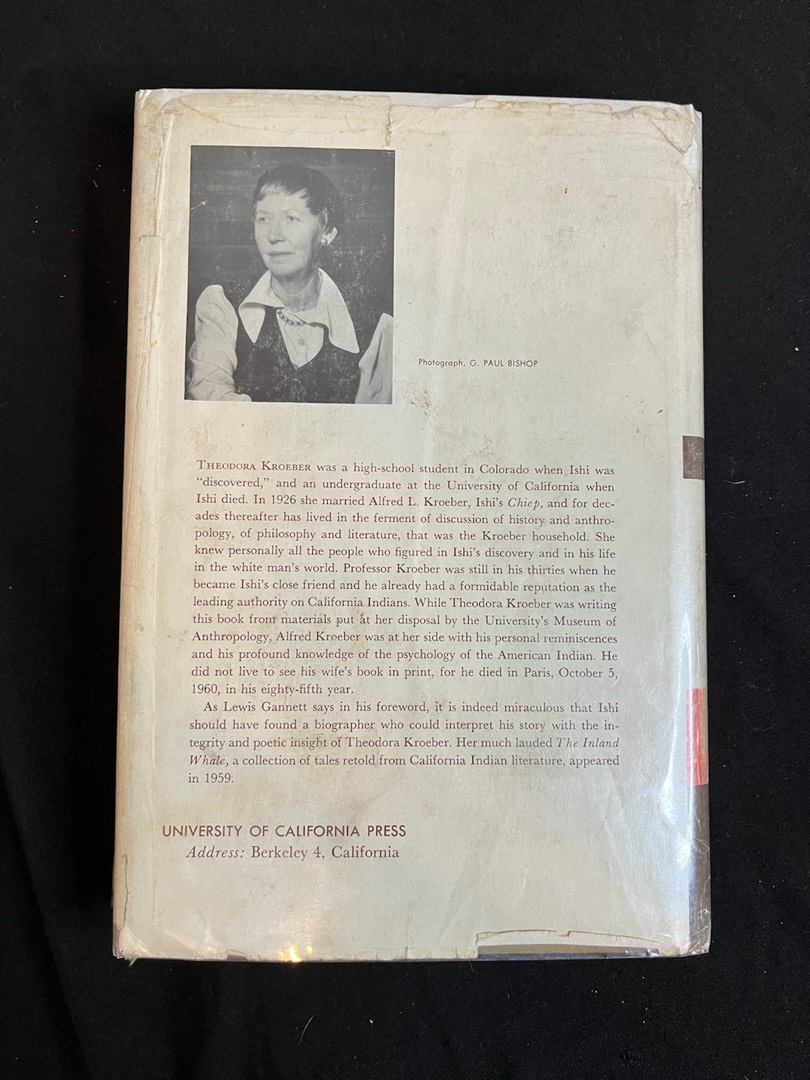 Photograph, G. PAUL BISHOP
THEODORA KROEBER was a high-school student in Colorado when Ishi was
"discovered," and an undergraduate at the University of California when
Ishi died. In 1926 she married Alfred L. Kroeber, Ishi's Chiep, and for dec-
ades thereafter has lived in the ferment of discussion of history and anthro-
pology, of philosophy and literature, that was the Kroeber household. She
knew personally all the people who figured in Ishi's discovery and in his life
in the white man's world. Professor Kroeber was still in his thirties when he
became Ishi's close friend and he already had a formidable reputation as the
leading authority on California Indians. While Theodora Kroeber was writing
this book from materials put at her disposal by the University's Museum of
Anthropology, Alfred Kroeber was at her side with his personal reminiscences
and his profound knowledge of the psychology of the American Indian. He
did not live to see his wife's book in print, for he died in Paris, October 5,
1960, in his eighty-fifth year.
As Lewis Gannett says in his foreword, it is indeed miraculous that Ishi
should have found a biographer who could interpret his story with the in-
tegrity and poetic insight of Theodora Kroeber. Her much lauded The Inland
Whale, a collection of tales retold from California Indian literature, appeared
in 1959.
UNIVERSITY OF CALIFORNIA PRESS
Address: Berkeley 4, California